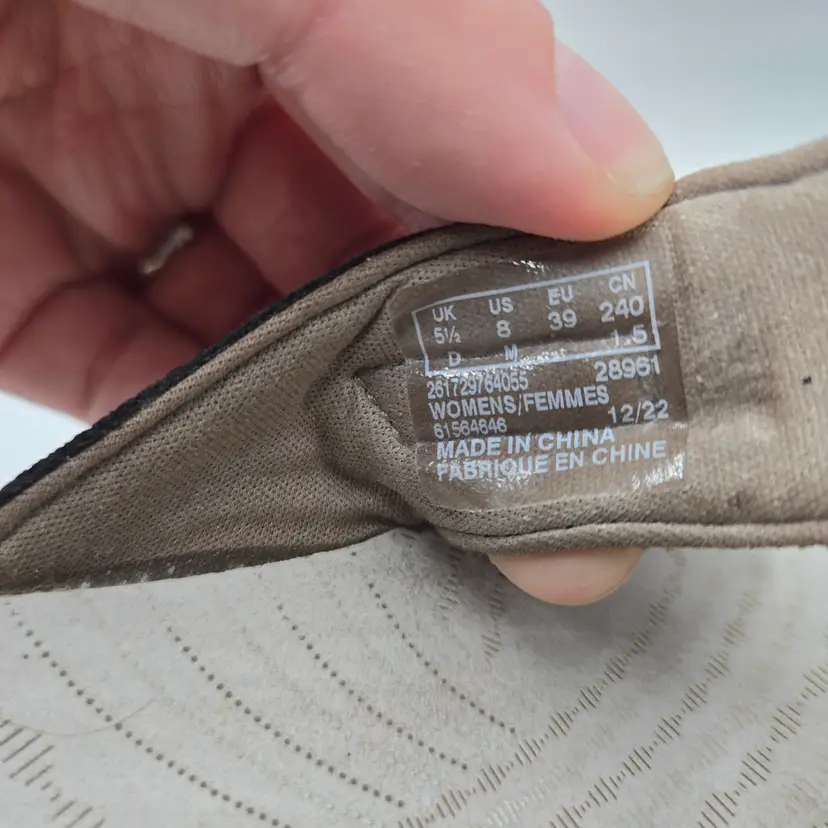 UK US EU CN
5½ 8 39 240
D M 1.5
261729764055 28961
WOMENS/FEMMES
61564646 12/22
MADE IN CHINA
FABRIQUE EN CHINE